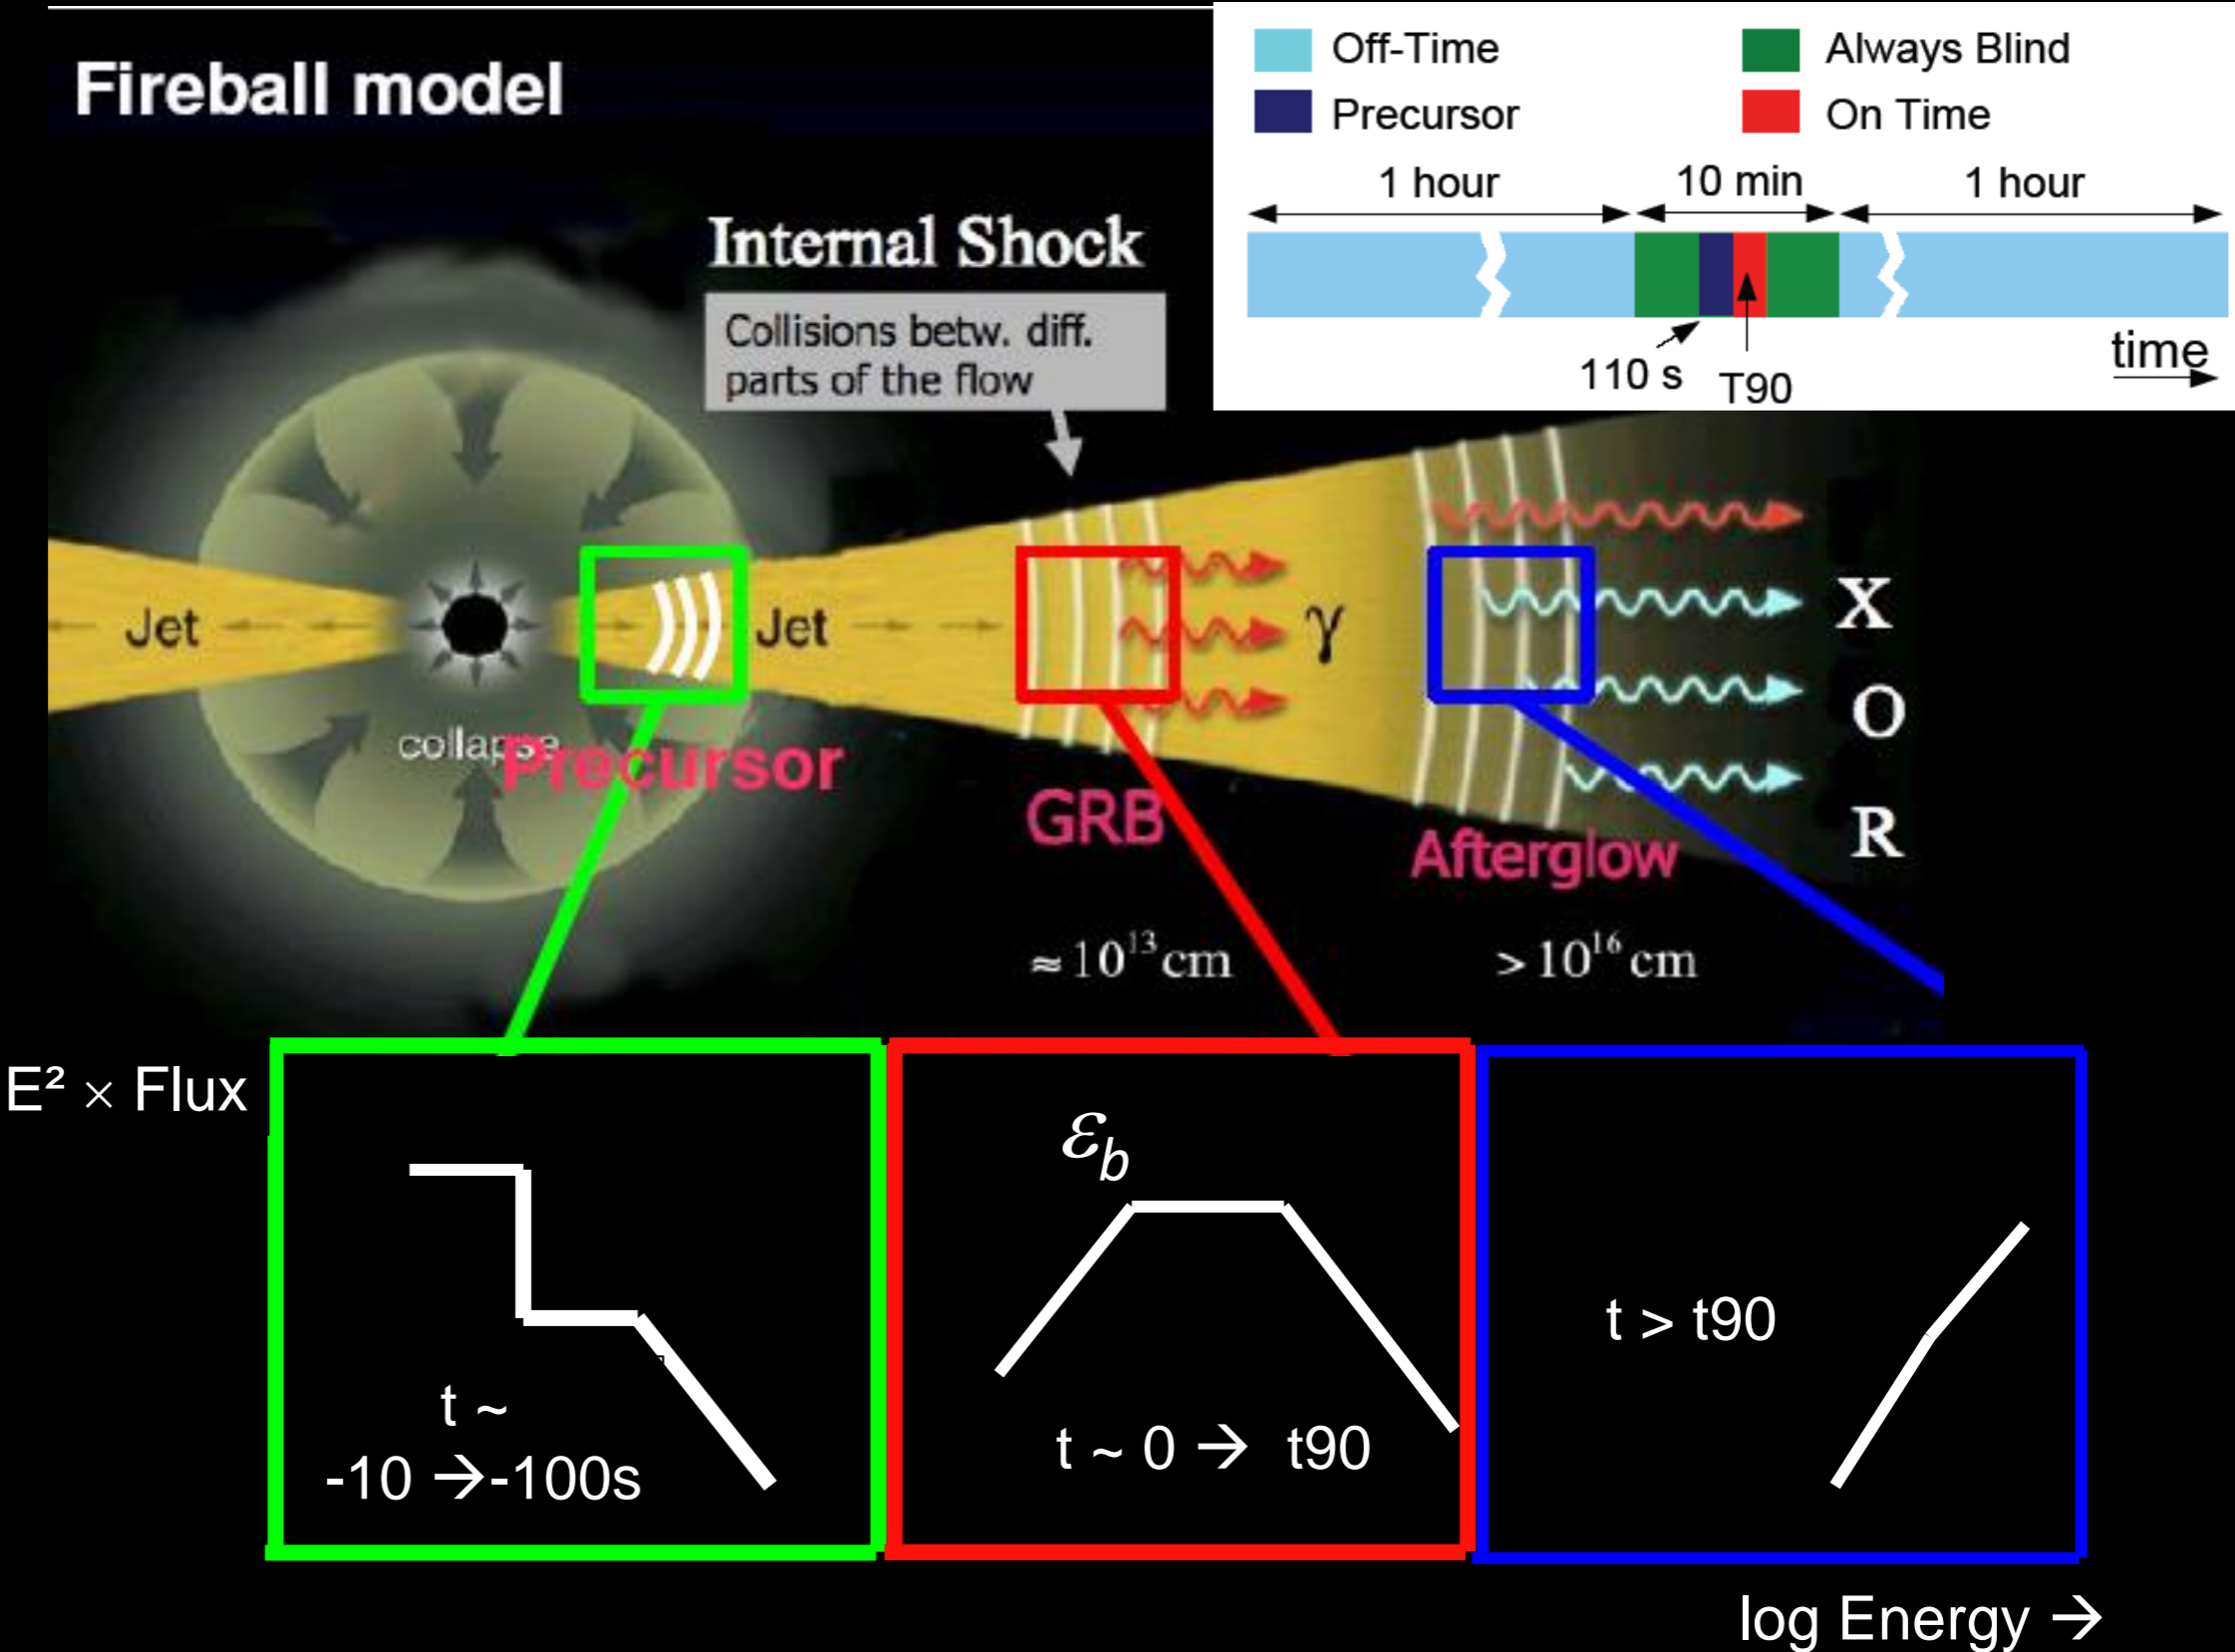 Fireball model
Off-Time
Always Blind
Precursor
On Time
1 hour
10 min
1 hour
110 s
T90
time
Internal Shock
Collisions betw. diff.
parts of the flow
Jet
Jet
γ
X
O
R
collapse
Precursor
GRB
Afterglow
≈ 10¹³ cm
> 10¹⁶ cm
E² × Flux
εb
t ~
-10 →-100s
t ~ 0 → t90
t > t90
log Energy →